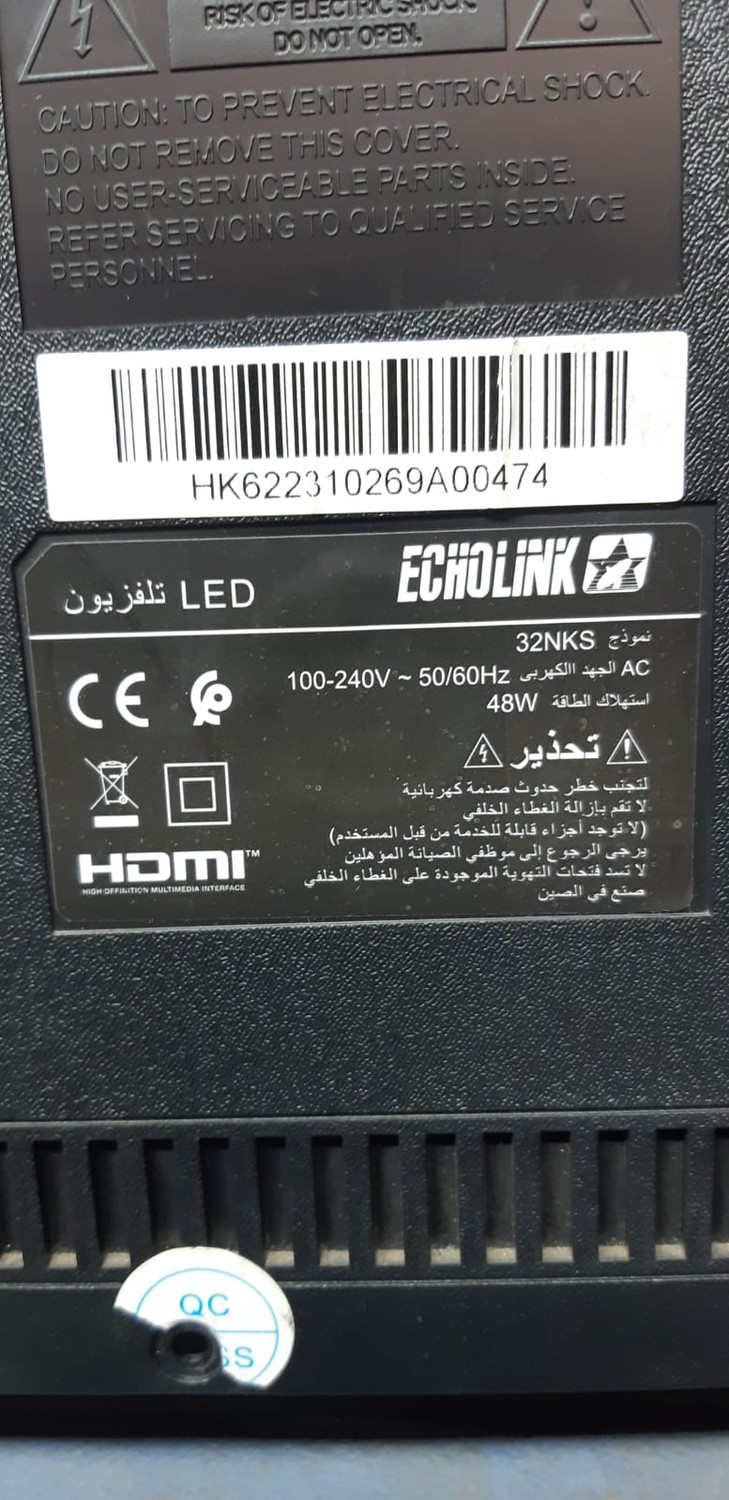 RISK OF ELECTRIC SHOCK.
DO NOT OPEN.
CAUTION: TO PREVENT ELECTRICAL SHOCK.
DO NOT REMOVE THIS COVER.
NO USER-SERVICEABLE PARTS INSIDE.
REFER SERVICING TO QUALIFIED SERVICE
PERSONNEL.
HK622310269A00474
ECHOLINK
تلفزيون LED
نموذج 32NKS
AC الجهد االكهربى 100-240V ~ 50/60Hz
استهلاك الطاقة 48W
CE
تحذير
لتجنب خطر حدوث صدمة كهربائية
لا تقم بإزالة الغطاء الخلفي
(لا توجد أجزاء قابلة للخدمة من قبل المستخدم)
يرجى الرجوع إلى موظفي الصيانة المؤهلين
لا تسد فتحات التهوية الموجودة على الغطاء الخلفي
صنع في الصين
HDMI™
HIGH-DEFINITION MULTIMEDIA INTERFACE
QC
SS